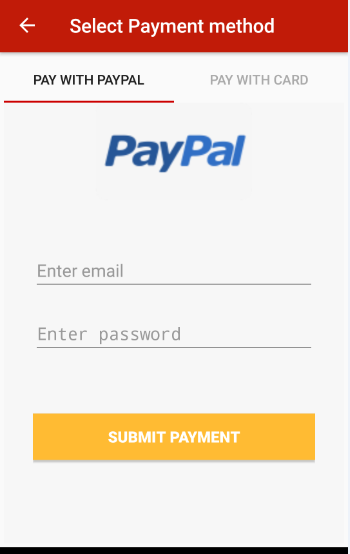 Select Payment method
PAY WITH PAYPAL PAY WITH CARD
PayPal
Enter email
Enter password
SUBMIT PAYMENT